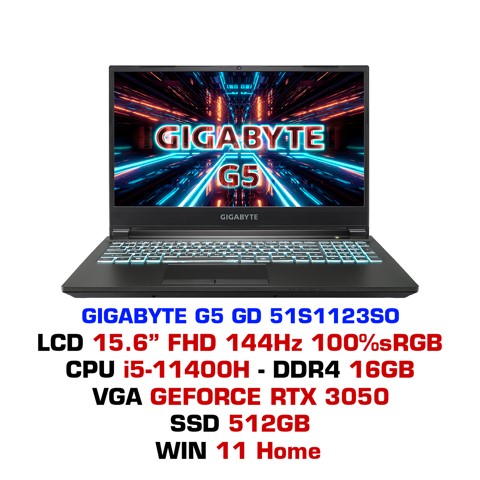 GIGABYTE
G5
GIGABYTE
GIGABYTE G5 GD 51S1123SO
LCD 15.6” FHD 144Hz 100%sRGB
CPU i5-11400H - DDR4 16GB
VGA GEFORCE RTX 3050
SSD 512GB
WIN 11 Home